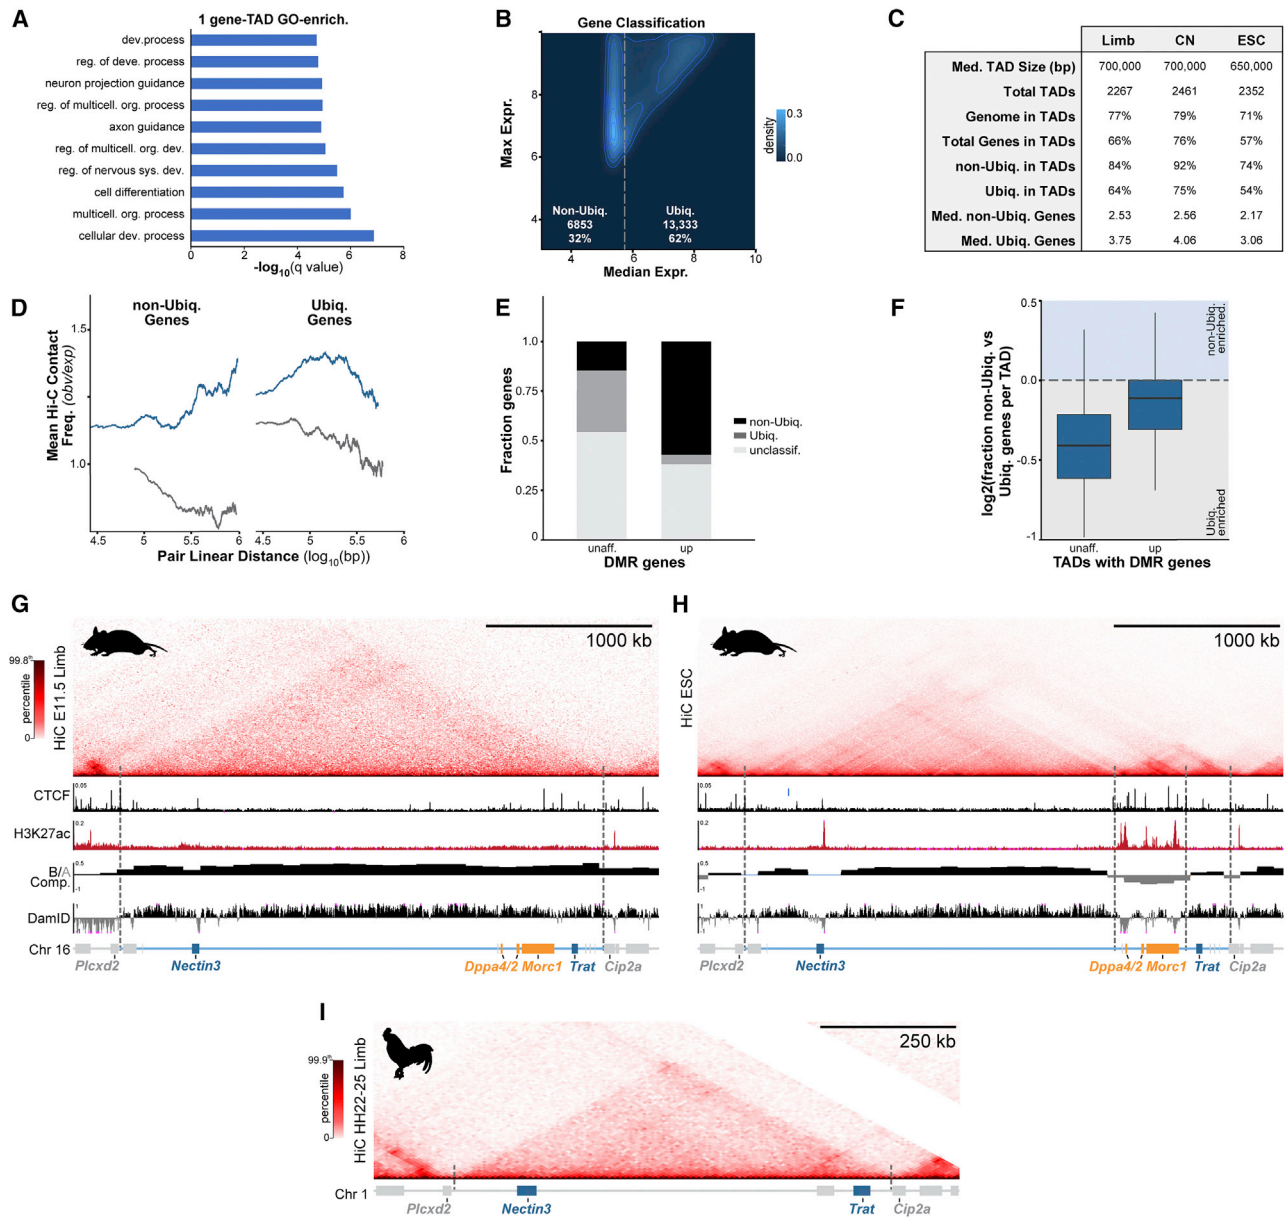 A
1 gene-TAD GO-enrich.
dev.process
reg. of deve. process
neuron projection guidance
reg. of multicell. org. process
axon guidance
reg. of multicell. org. dev.
reg. of nervous sys. dev.
cell differentiation
multicell. org. process
cellular dev. process
0 2 4 6 8
-log10(q value)
B
Gene Classification
Max Expr.
8
6
4
Non-Ubiq.
6853
32%
Ubiq.
13,333
62%
4 6 8 10
Median Expr.
0.3
0.0
density
C
Limb CN ESC
Med. TAD Size (bp) 700,000 700,000 650,000
Total TADs 2267 2461 2352
Genome in TADs 77% 79% 71%
Total Genes in TADs 66% 76% 57%
non-Ubiq. in TADs 84% 92% 74%
Ubiq. in TADs 64% 75% 54%
Med. non-Ubiq. Genes 2.53 2.56 2.17
Med. Ubiq. Genes 3.75 4.06 3.06
D
non-Ubiq.
Genes
Ubiq.
Genes
Mean Hi-C Contact
Freq. (obv/exp)
1.5
1.0
4.5 5 5.5 6 4.5 5 5.5 6
Pair Linear Distance (log10(bp))
E
Fraction genes
1.0
0.75
0.5
0.25
0
unaff. up
DMR genes
non-Ubiq.
Ubiq.
unclassif.
F
log2(fraction non-Ubiq. vs
Ubiq. genes per TAD)
0.5
0.0
-0.5
-1
non-Ubiq.
enriched.
Ubiq.
enriched
unaff. up
TADs with DMR genes
G
1000 kb
99.8th
percentile
0
HiC E11.5 Limb
CTCF
0.05
H3K27ac
0.2
B/A
Comp.
0.5
-1
DamID
1
-1
Chr 16
Plcxd2 Nectin3 Dppa4/2 Morc1 Trat Cip2a
H
1000 kb
HiC ESC
0.05
0.2
0.5
-1
1
-1
Plcxd2 Nectin3 Dppa4/2 Morc1 Trat Cip2a
I
250 kb
99.9th
percentile
0
HiC HH22-25 Limb
Chr 1
Plcxd2 Nectin3 Trat Cip2a